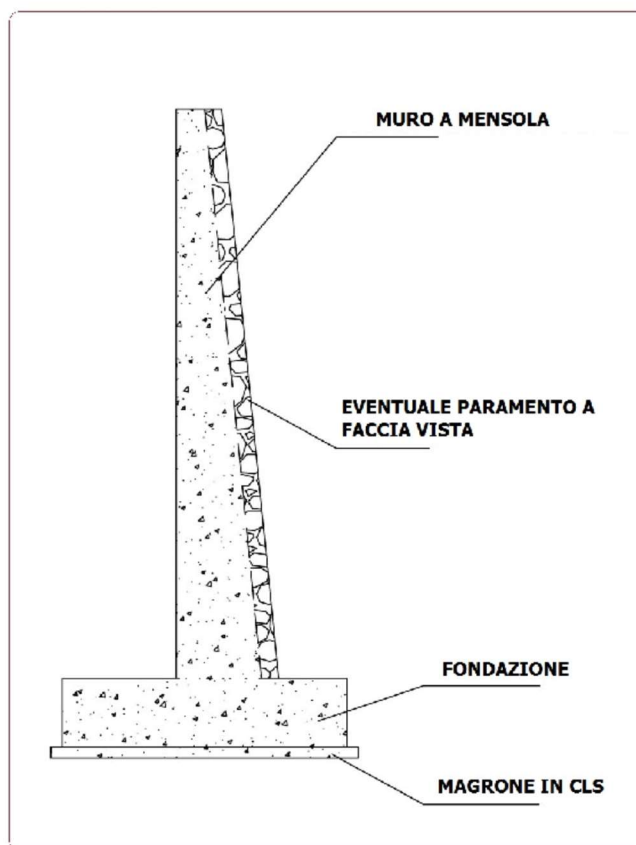 MURO A MENSOLA
EVENTUALE PARAMENTO A
FACCIA VISTA
FONDAZIONE
MAGRONE IN CLS